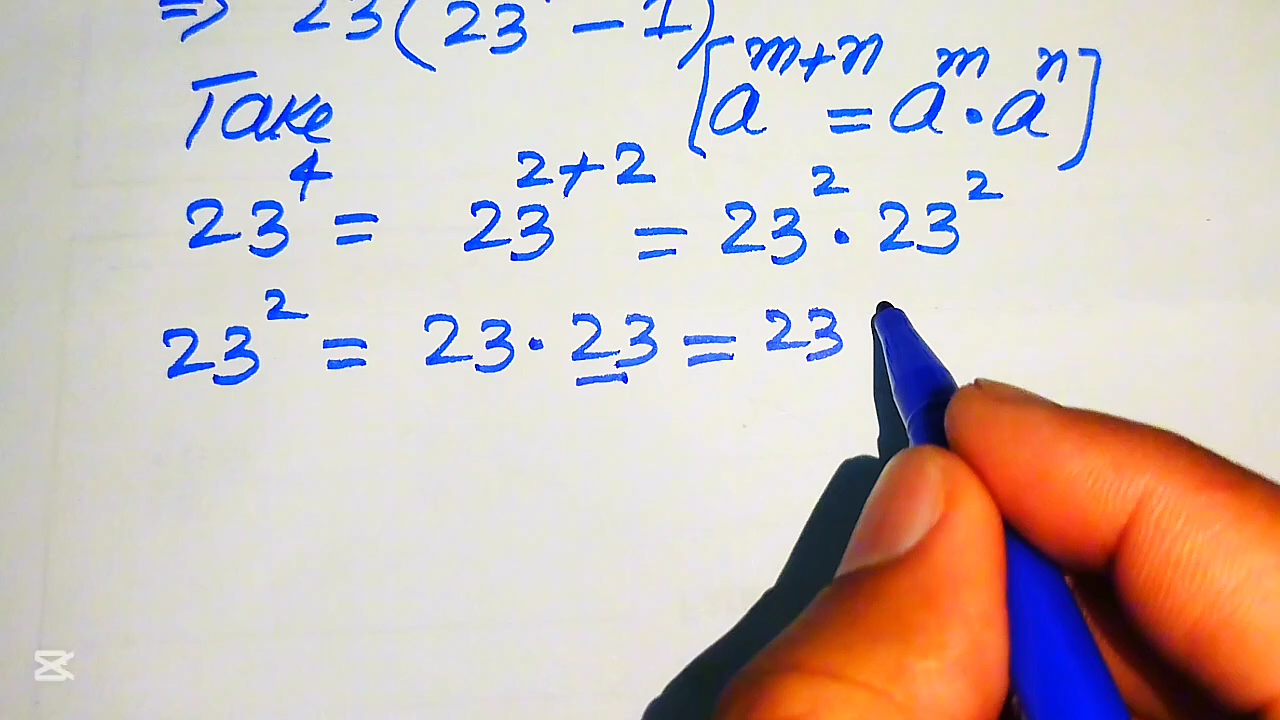 ⇒ 23(23 - 1)
[a^{m+n} = a^m · a^n]
Take
23^4 = 23^{2+2} = 23^2 · 23^2
23^2 = 23 · 23 = 23